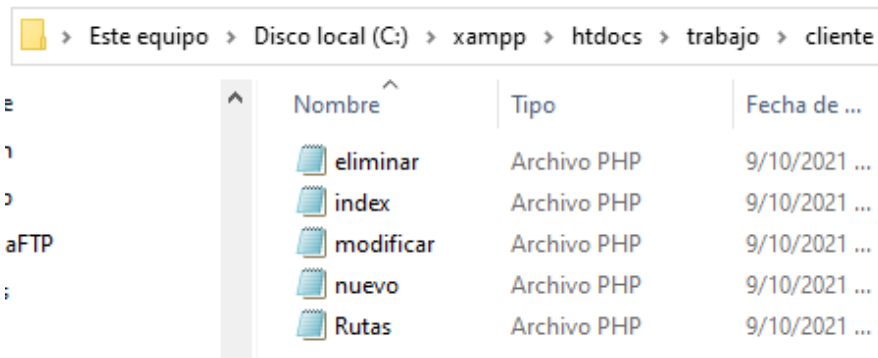 Este equipo > Disco local (C:) > xampp > htdocs > trabajo > cliente
Nombre Tipo Fecha de ...
eliminar Archivo PHP 9/10/2021 ...
index Archivo PHP 9/10/2021 ...
aFTP modificar Archivo PHP 9/10/2021 ...
nuevo Archivo PHP 9/10/2021 ...
Rutas Archivo PHP 9/10/2021 ...